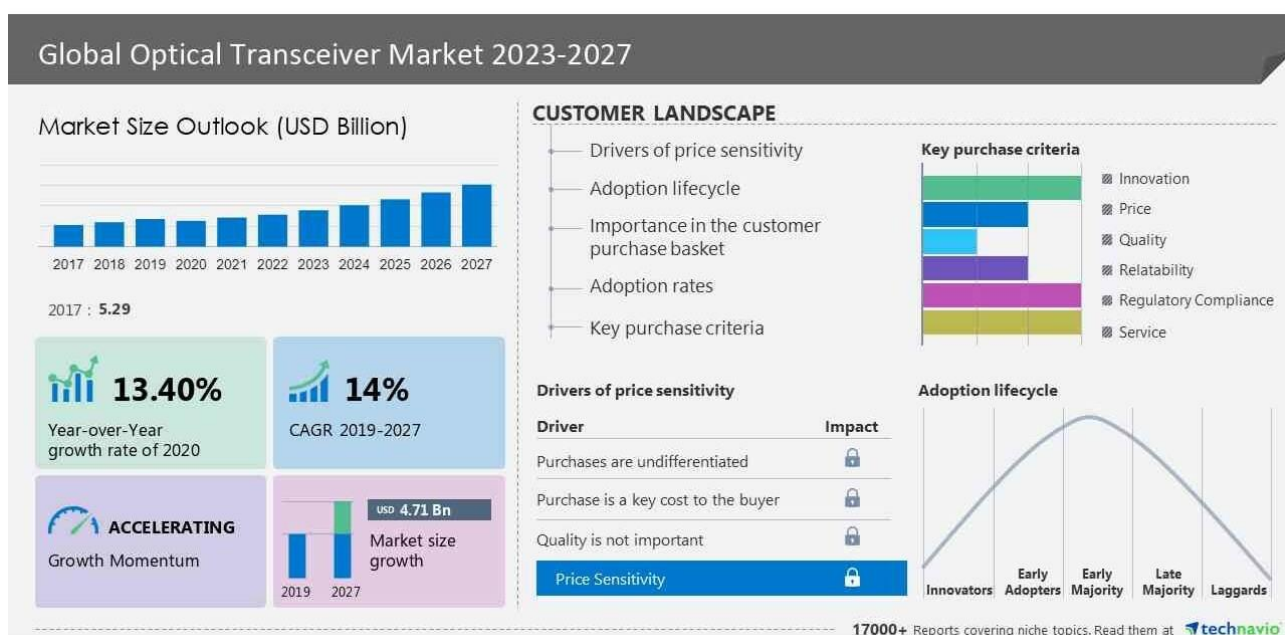 Global Optical Transceiver Market 2023-2027
Market Size Outlook (USD Billion)
2017 2018 2019 2020 2021 2022 2023 2024 2025 2026 2027
2017 : 5.29
13.40%
Year-over-Year
growth rate of 2020
14%
CAGR 2019-2027
ACCELERATING
Growth Momentum
USD 4.71 Bn
Market size
growth
2019 2027
CUSTOMER LANDSCAPE
Drivers of price sensitivity
Adoption lifecycle
Importance in the customer
purchase basket
Adoption rates
Key purchase criteria
Key purchase criteria
Innovation
Price
Quality
Relatability
Regulatory Compliance
Service
Drivers of price sensitivity
Driver Impact
Purchases are undifferentiated
Purchase is a key cost to the buyer
Quality is not important
Price Sensitivity
Adoption lifecycle
Innovators
Early
Adopters
Early
Majority
Late
Majority
Laggards
17000+ Reports covering niche topics. Read them at technavio